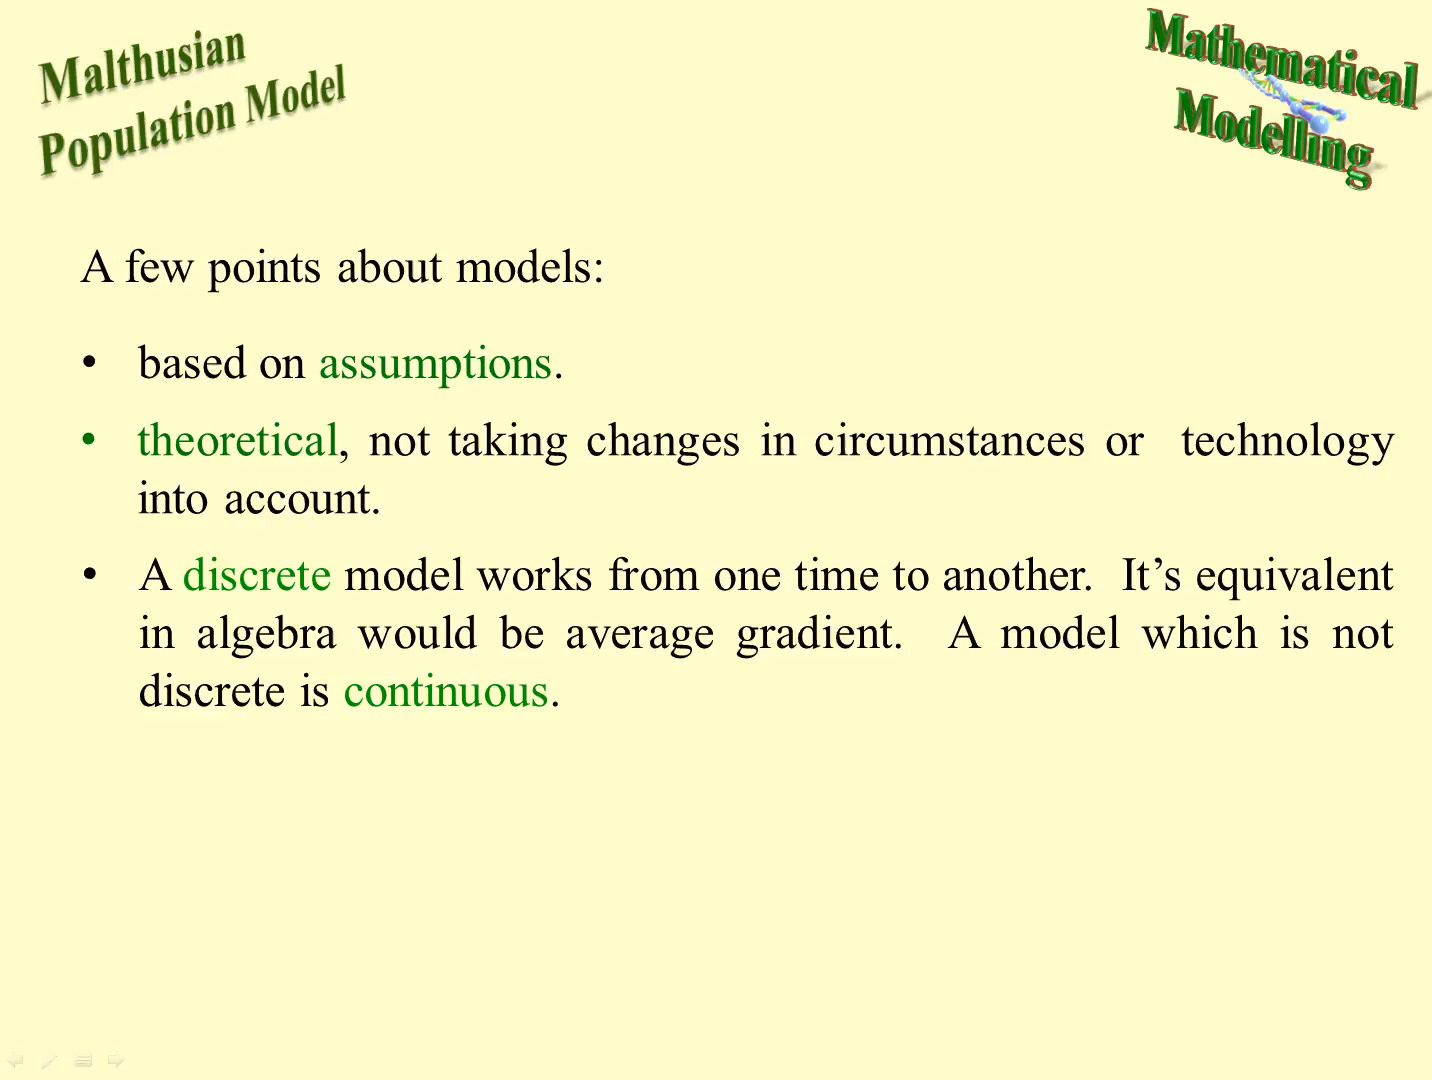 Malthusian
Population Model
Mathematical
Modelling
A few points about models:
• based on assumptions.
• theoretical, not taking changes in circumstances or technology
into account.
• A discrete model works from one time to another. It’s equivalent
in algebra would be average gradient. A model which is not
discrete is continuous.